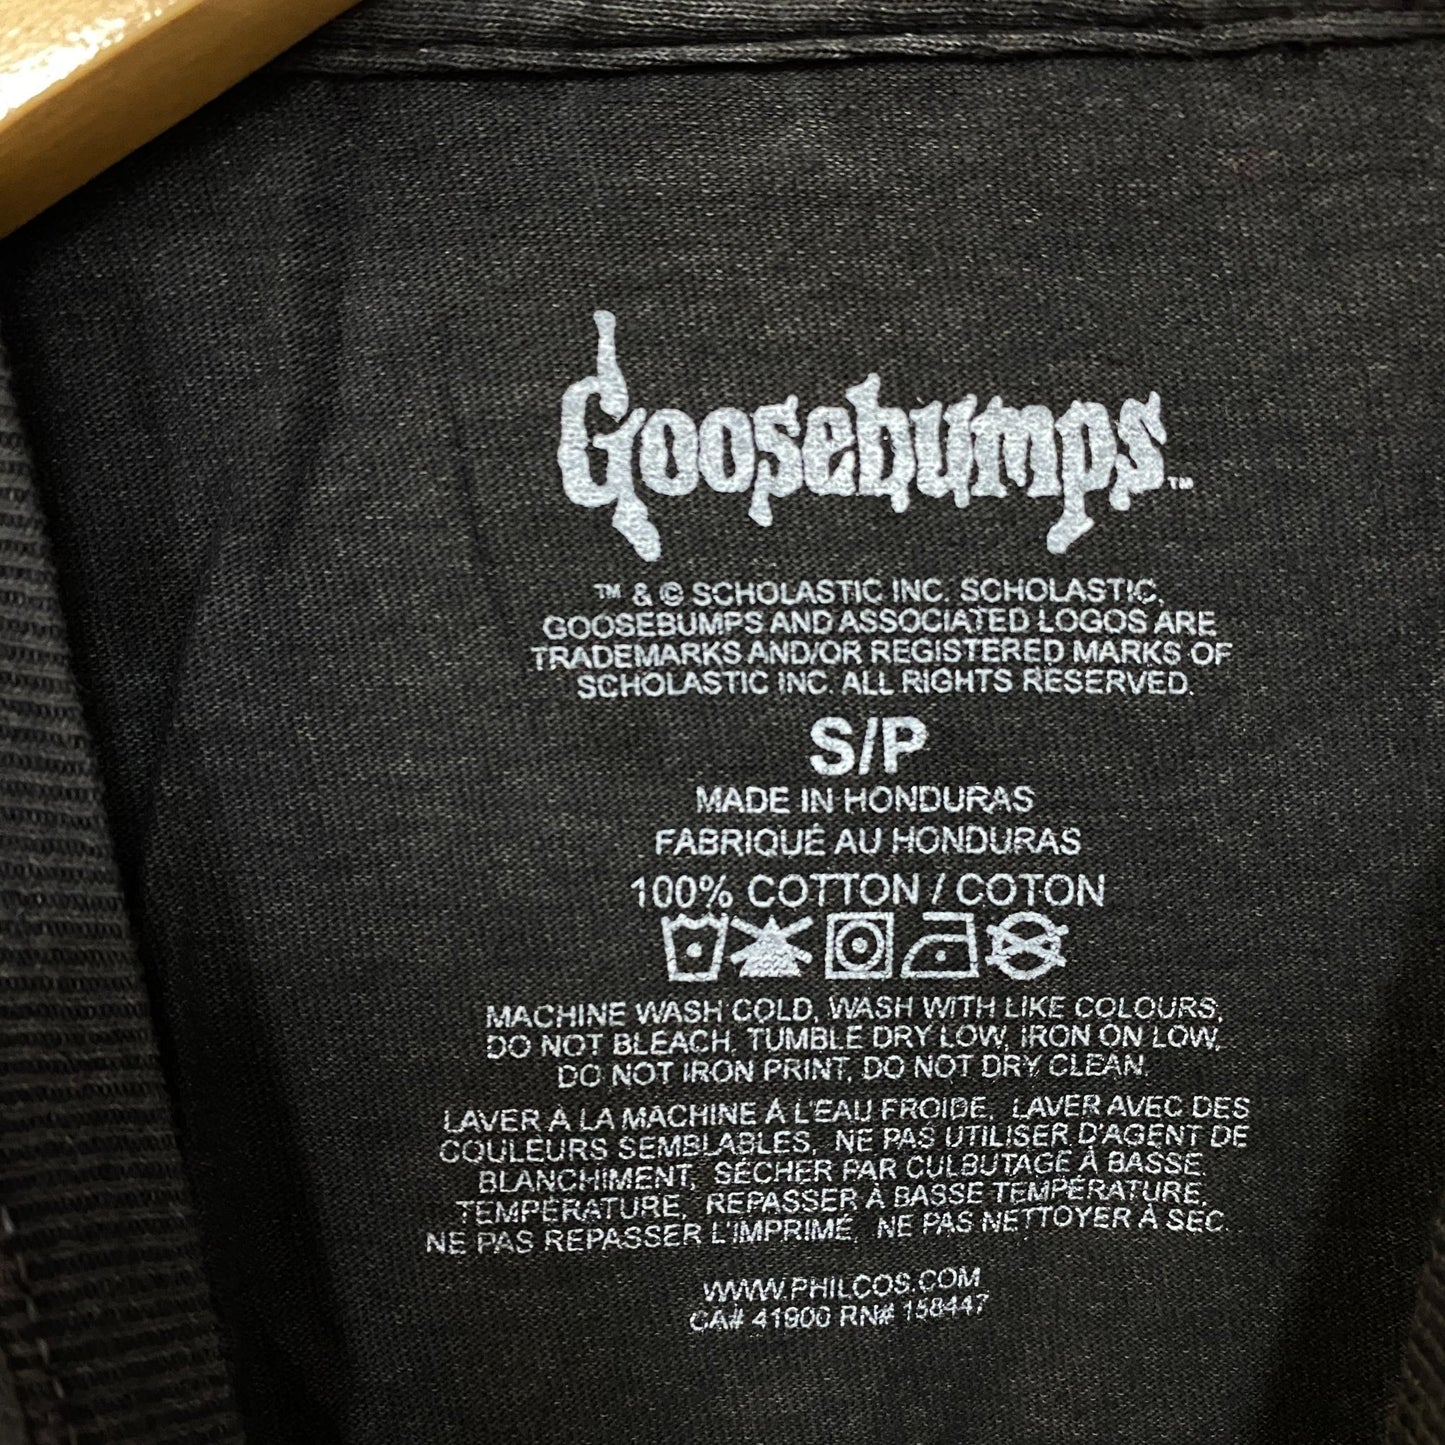 Goosebumps™
™ & © SCHOLASTIC INC. SCHOLASTIC,
GOOSEBUMPS AND ASSOCIATED LOGOS ARE
TRADEMARKS AND/OR REGISTERED MARKS OF
SCHOLASTIC INC. ALL RIGHTS RESERVED.
S/P
MADE IN HONDURAS
FABRIQUÉ AU HONDURAS
100% COTTON / COTON
MACHINE WASH COLD, WASH WITH LIKE COLOURS,
DO NOT BLEACH, TUMBLE DRY LOW, IRON ON LOW,
DO NOT IRON PRINT, DO NOT DRY CLEAN.
LAVER A LA MACHINE À L'EAU FROIDE, LAVER AVEC DES
COULEURS SEMBLABLES, NE PAS UTILISER D'AGENT DE
BLANCHIMENT, SÉCHER PAR CULBUTAGE À BASSE
TEMPÉRATURE, REPASSER À BASSE TEMPÉRATURE,
NE PAS REPASSER L'IMPRIMÉ, NE PAS NETTOYER À SEC.
WWW.PHILCOS.COM
CA# 41900 RN# 158447